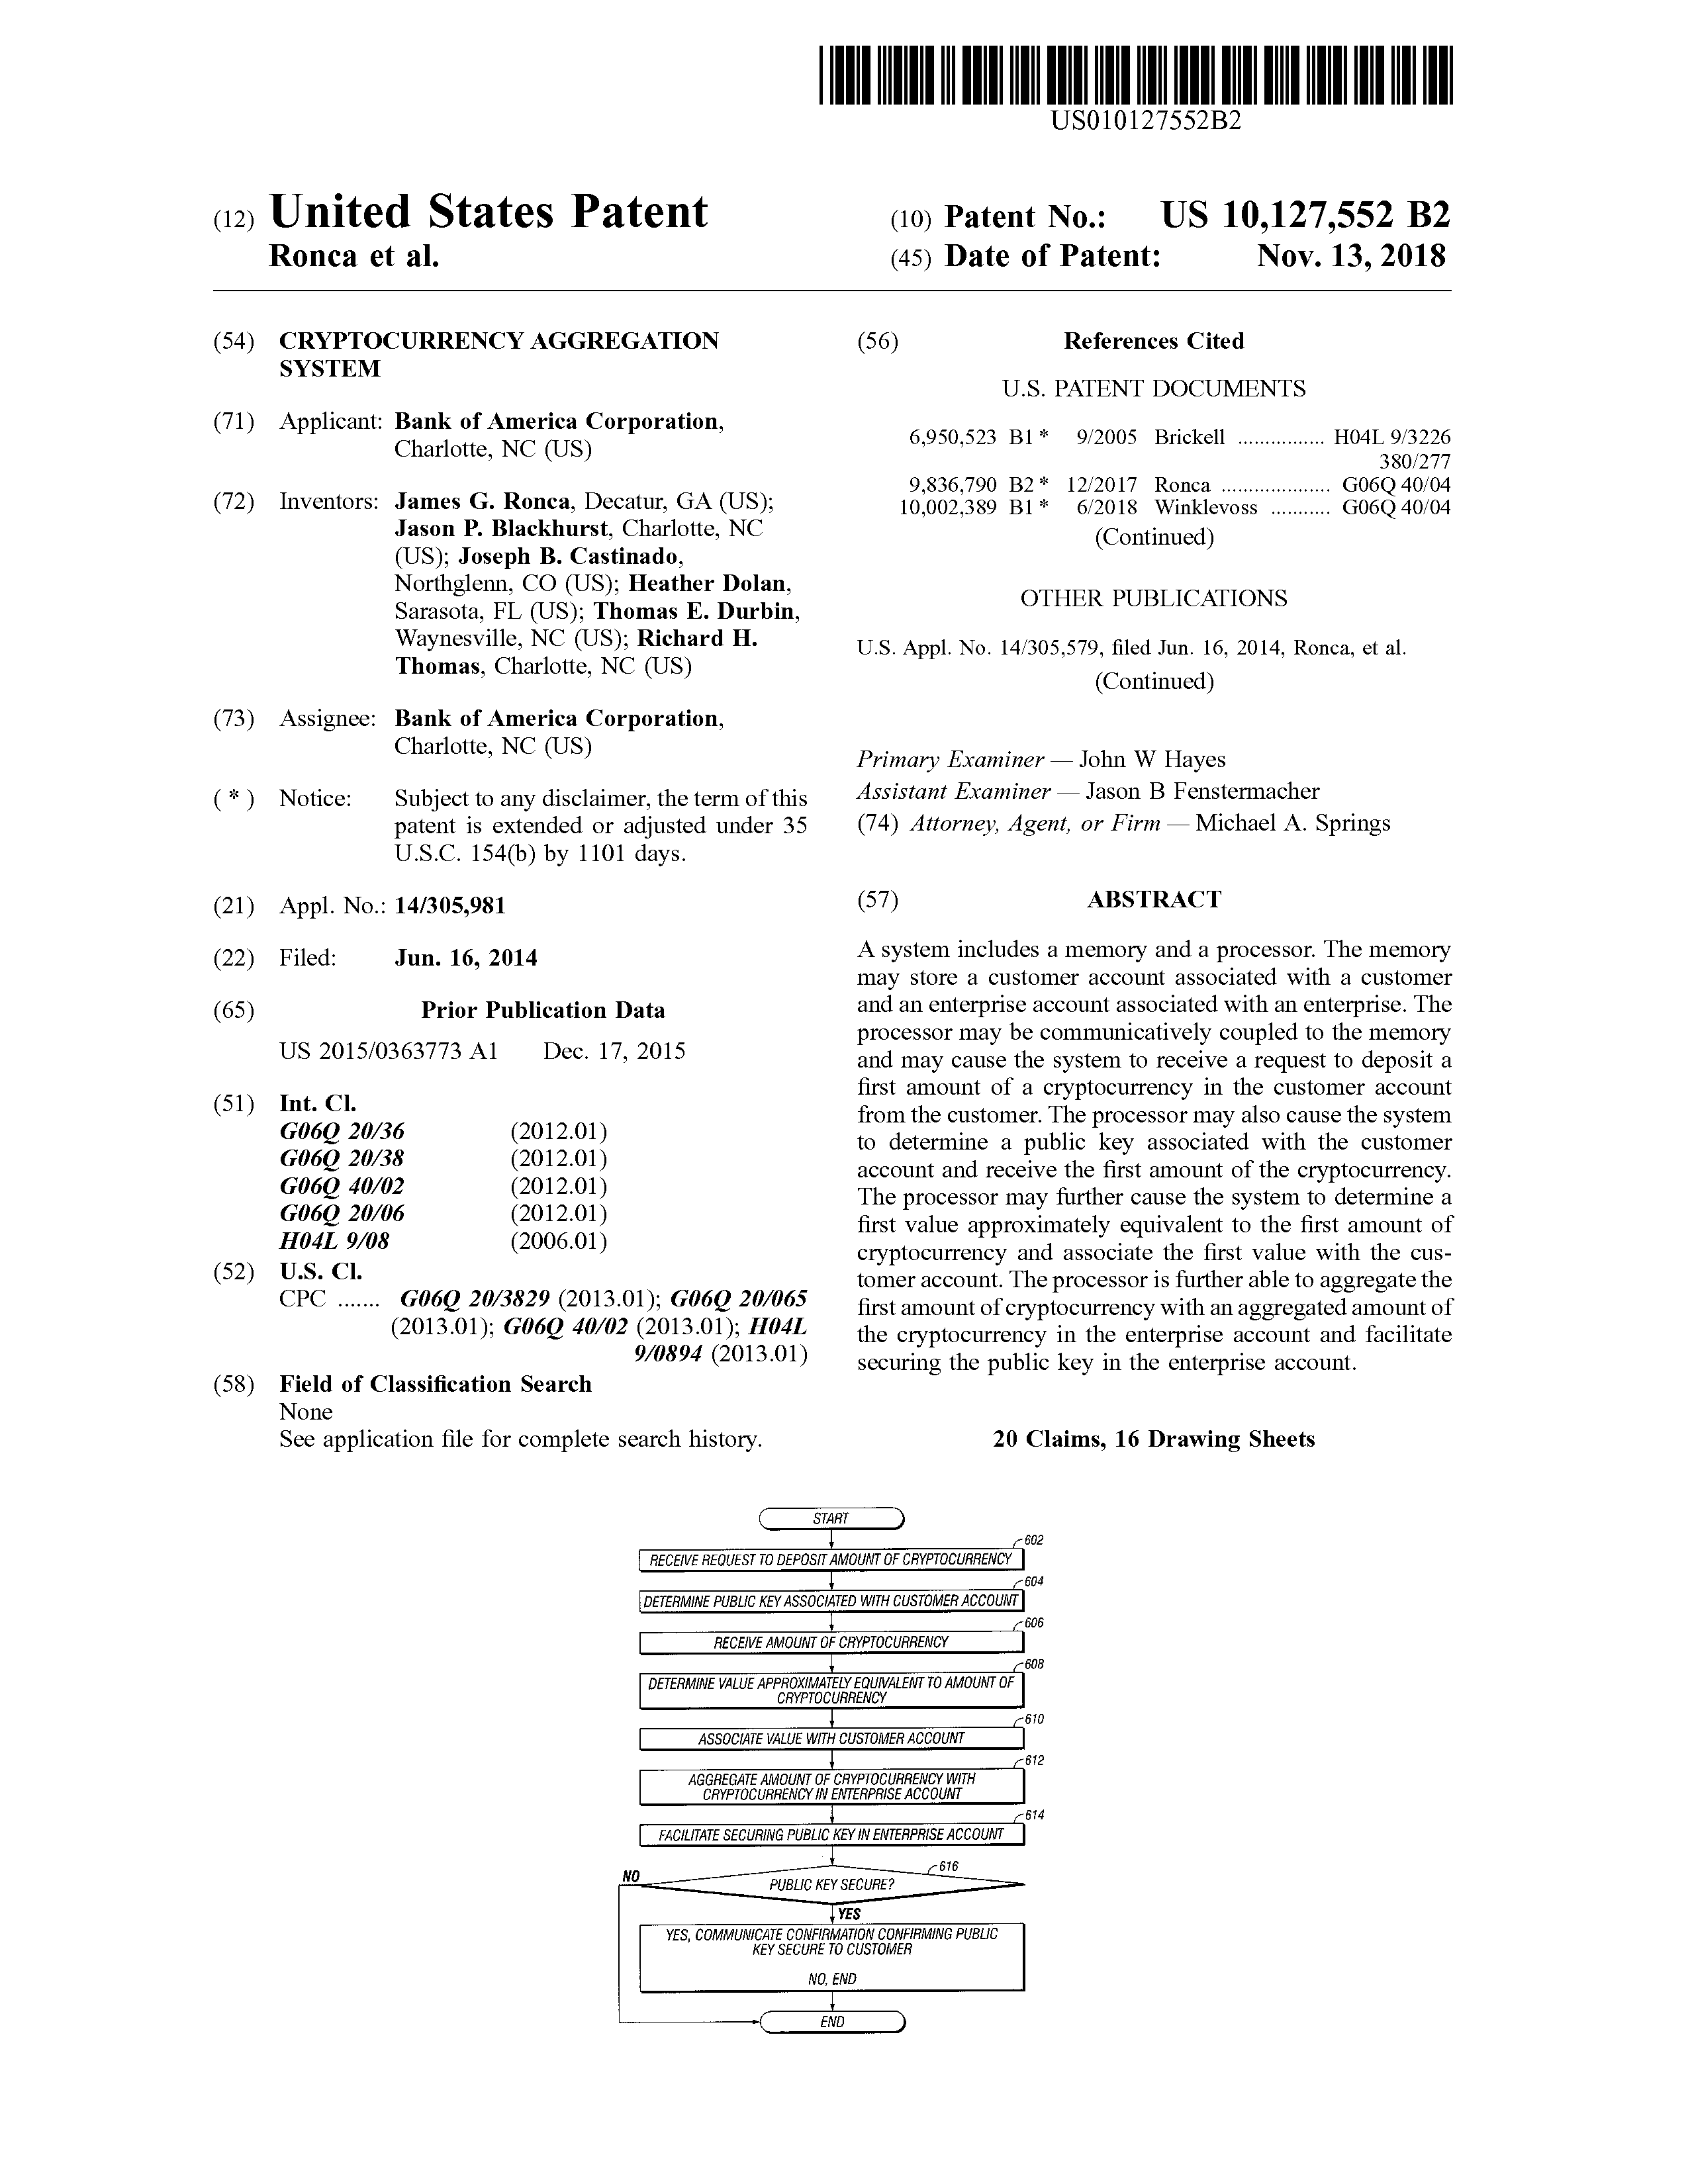 US010127552B2
(12) United States Patent
Ronca et al.
(10) Patent No.: US 10,127,552 B2
(45) Date of Patent: Nov. 13, 2018
(54) CRYPTOCURRENCY AGGREGATION
SYSTEM
(71) Applicant: Bank of America Corporation,
Charlotte, NC (US)
(72) Inventors: James G. Ronca, Decatur, GA (US);
Jason P. Blackhurst, Charlotte, NC
(US); Joseph B. Castinado,
Northglenn, CO (US); Heather Dolan,
Sarasota, FL (US); Thomas E. Durbin,
Waynesville, NC (US); Richard H.
Thomas, Charlotte, NC (US)
(73) Assignee: Bank of America Corporation,
Charlotte, NC (US)
( * ) Notice: Subject to any disclaimer, the term of this
patent is extended or adjusted under 35
U.S.C. 154(b) by 1101 days.
(21) Appl. No.: 14/305,981
(22) Filed: Jun. 16, 2014
(65) Prior Publication Data
US 2015/0363773 A1 Dec. 17, 2015
(51) Int. Cl.
G06Q 20/36 (2012.01)
G06Q 20/38 (2012.01)
G06Q 40/02 (2012.01)
G06Q 20/06 (2012.01)
H04L 9/08 (2006.01)
(52) U.S. Cl.
CPC ....... G06Q 20/3829 (2013.01); G06Q 20/065
(2013.01); G06Q 40/02 (2013.01); H04L
9/0894 (2013.01)
(58) Field of Classification Search
None
See application file for complete search history.
(56) References Cited
U.S. PATENT DOCUMENTS
6,950,523 B1 * 9/2005 Brickell ................ H04L 9/3226
380/277
9,836,790 B2 * 12/2017 Ronca .................... G06Q 40/04
10,002,389 B1 * 6/2018 Winklevoss ........... G06Q 40/04
(Continued)
OTHER PUBLICATIONS
U.S. Appl. No. 14/305,579, filed Jun. 16, 2014, Ronca, et al.
(Continued)
Primary Examiner — John W Hayes
Assistant Examiner — Jason B Fenstermacher
(74) Attorney, Agent, or Firm — Michael A. Springs
(57) ABSTRACT
A system includes a memory and a processor. The memory
may store a customer account associated with a customer
and an enterprise account associated with an enterprise. The
processor may be communicatively coupled to the memory
and may cause the system to receive a request to deposit a
first amount of a cryptocurrency in the customer account
from the customer. The processor may also cause the system
to determine a public key associated with the customer
account and receive the first amount of the cryptocurrency.
The processor may further cause the system to determine a
first value approximately equivalent to the first amount of
cryptocurrency and associate the first value with the cus-
tomer account. The processor is further able to aggregate the
first amount of cryptocurrency with an aggregated amount of
the cryptocurrency in the enterprise account and facilitate
securing the public key in the enterprise account.
20 Claims, 16 Drawing Sheets
START
602
RECEIVE REQUEST TO DEPOSIT AMOUNT OF CRYPTOCURRENCY
604
DETERMINE PUBLIC KEY ASSOCIATED WITH CUSTOMER ACCOUNT
606
RECEIVE AMOUNT OF CRYPTOCURRENCY
608
DETERMINE VALUE APPROXIMATELY EQUIVALENT TO AMOUNT OF
CRYPTOCURRENCY
610
ASSOCIATE VALUE WITH CUSTOMER ACCOUNT
612
AGGREGATE AMOUNT OF CRYPTOCURRENCY WITH
CRYPTOCURRENCY IN ENTERPRISE ACCOUNT
614
FACILITATE SECURING PUBLIC KEY IN ENTERPRISE ACCOUNT
616
NO
PUBLIC KEY SECURE?
YES
YES, COMMUNICATE CONFIRMATION CONFIRMING PUBLIC
KEY SECURE TO CUSTOMER
NO, END
END